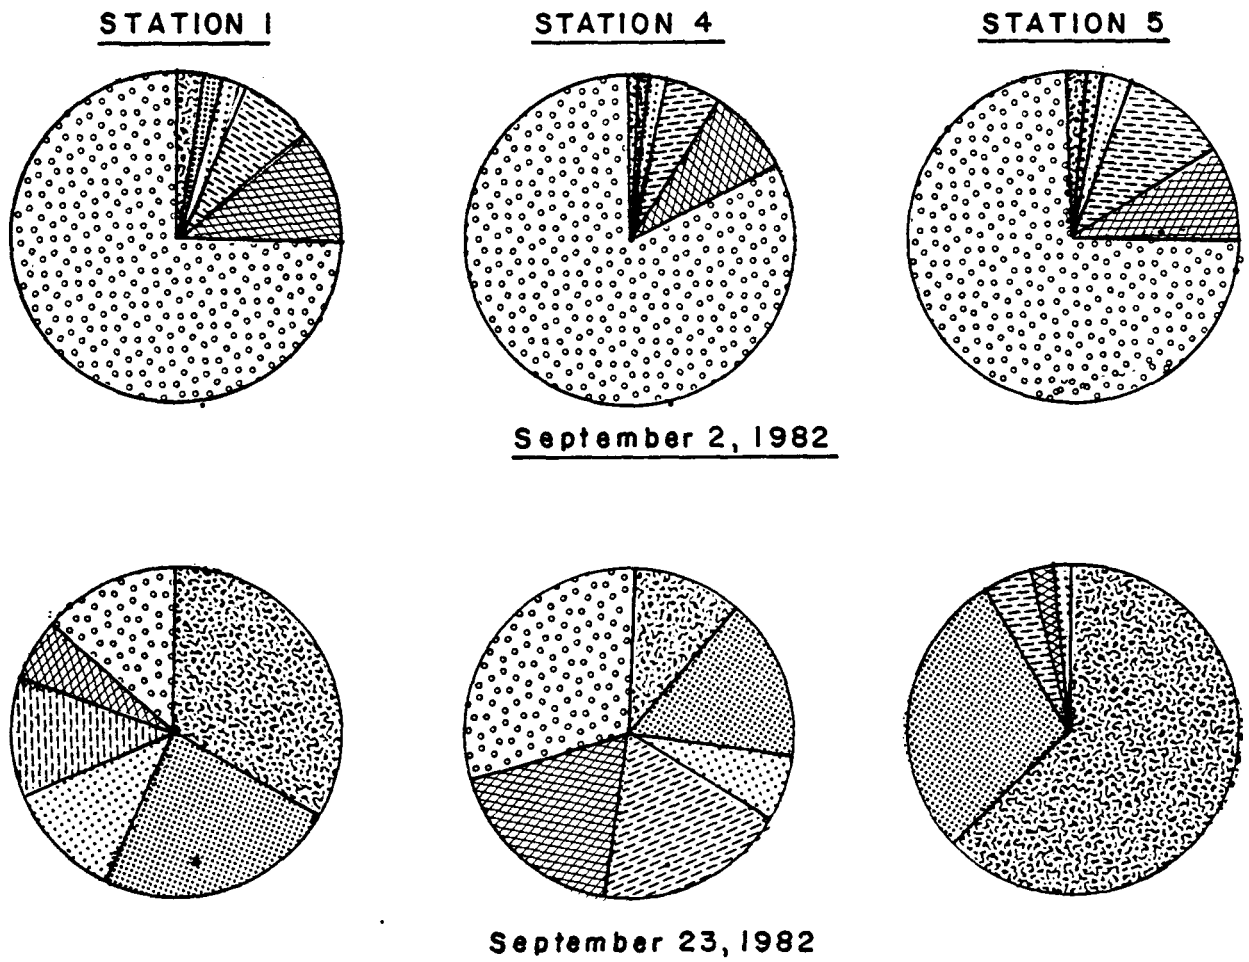 STATION 1
STATION 4
STATION 5
September 2, 1982
September 23, 1982